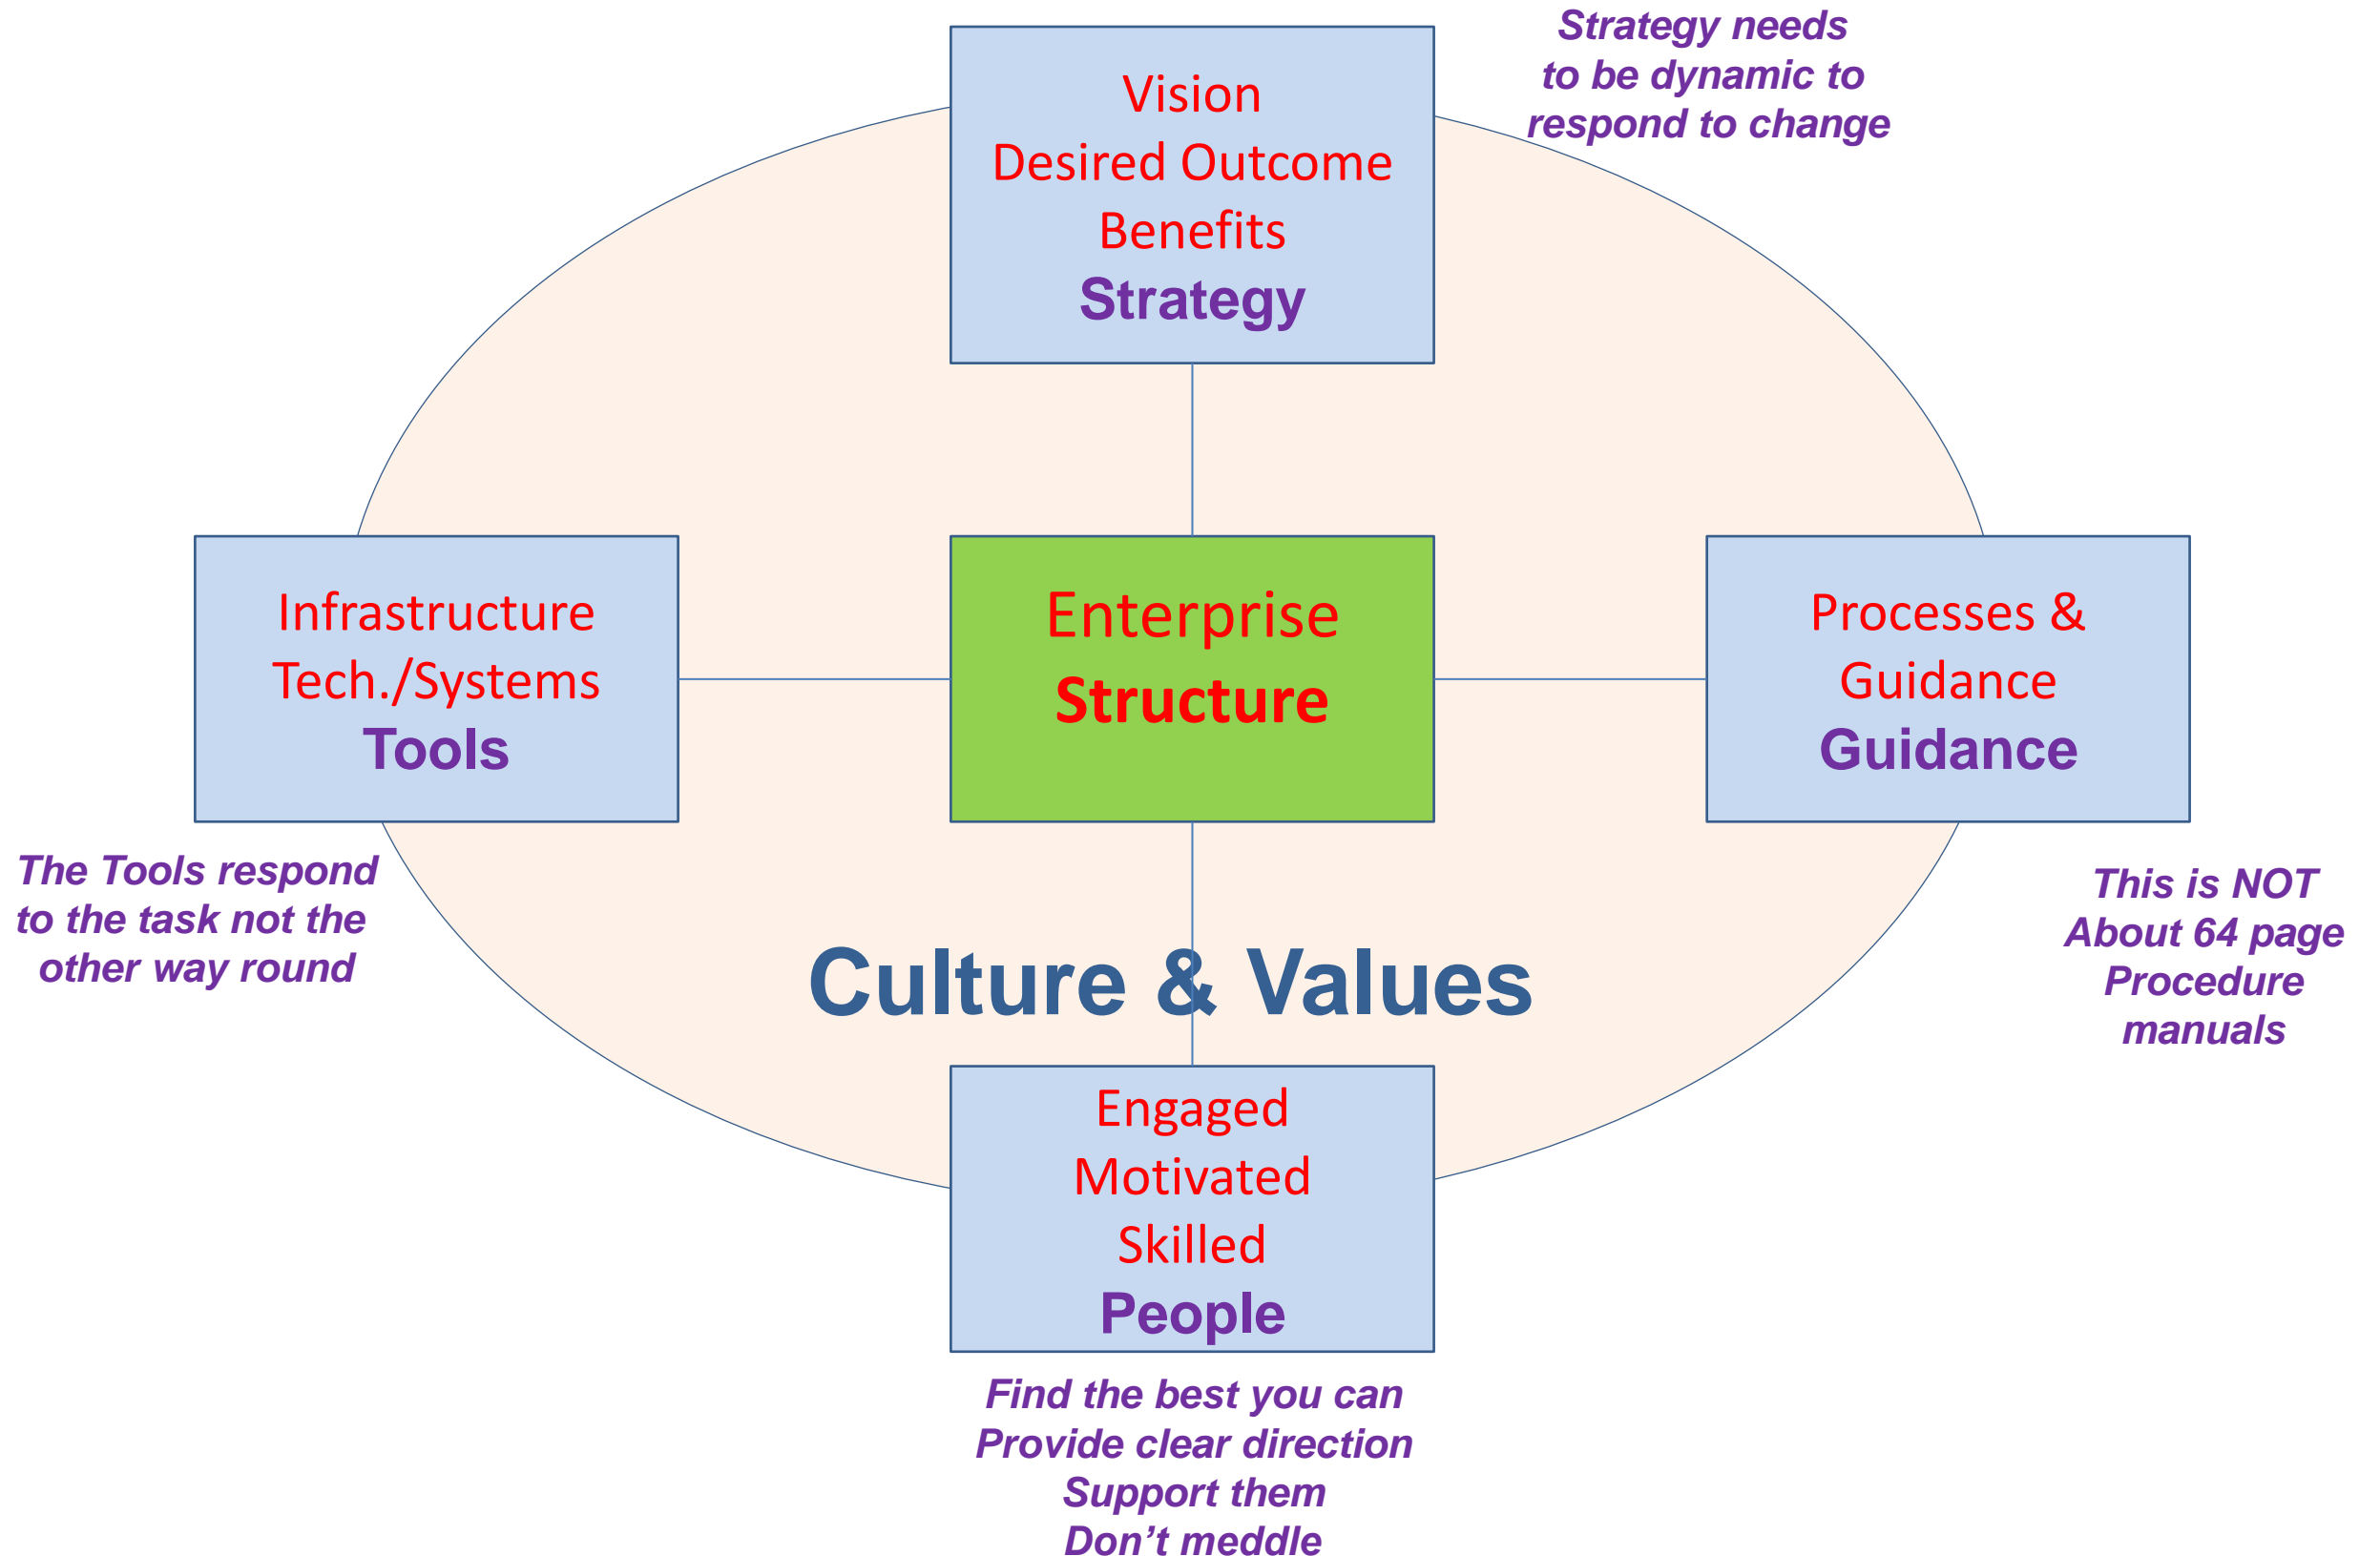 Strategy needs
to be dynamic to
respond to change
Vision
Desired Outcome
Benefits
Strategy
Infrastructure
Tech./Systems
Tools
Enterprise
Structure
Processes &
Guidance
Guidance
The Tools respond
to the task not the
other way round
This is NOT
About 64 page
Procedure
manuals
Culture & Values
Engaged
Motivated
Skilled
People
Find the best you can
Provide clear direction
Support them
Don’t meddle